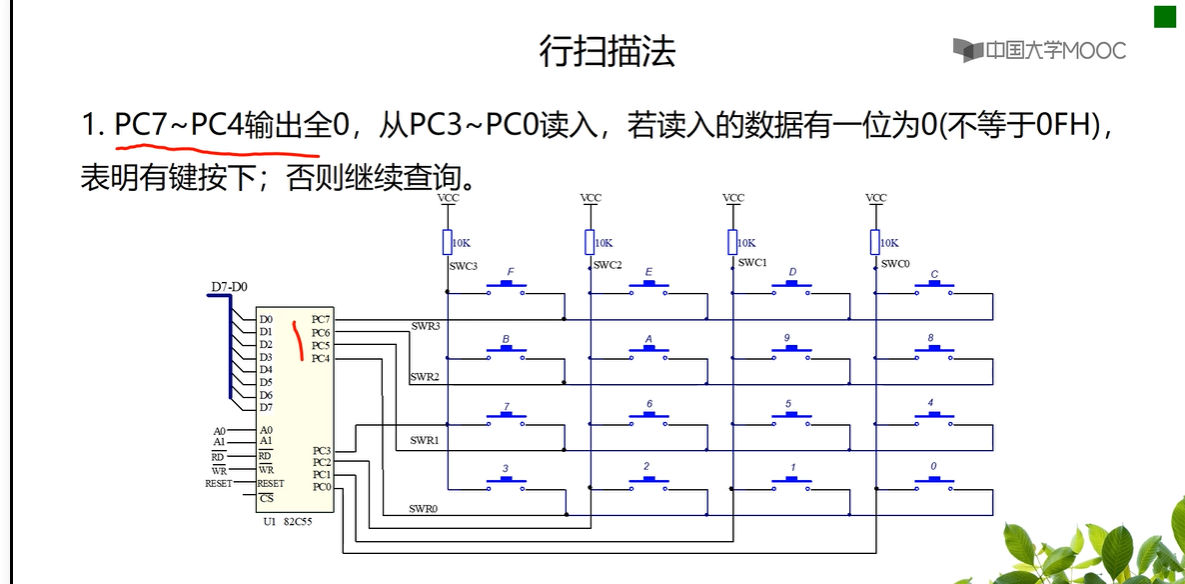 行扫描法
中国大学MOOC
1. PC7~PC4输出全0，从PC3~PC0读入，若读入的数据有一位为0(不等于0FH)，
表明有键按下；否则继续查询。
VCC VCC VCC VCC
10K 10K 10K 10K
SWC3 SWC2 SWC1 SWC0
F E D C
D7-D0
D0 PC7
SWR3
D1 PC6
D2 PC5
D3 PC4
B A 9 8
D4
SWR2
D5
D6
D7
7 6 5 4
A0 A0
A1 A1
SWR1
RD RD PC3
WR WR PC2
PC1
RESET RESET PC0
CS
3 2 1 0
SWR0
U1 82C55